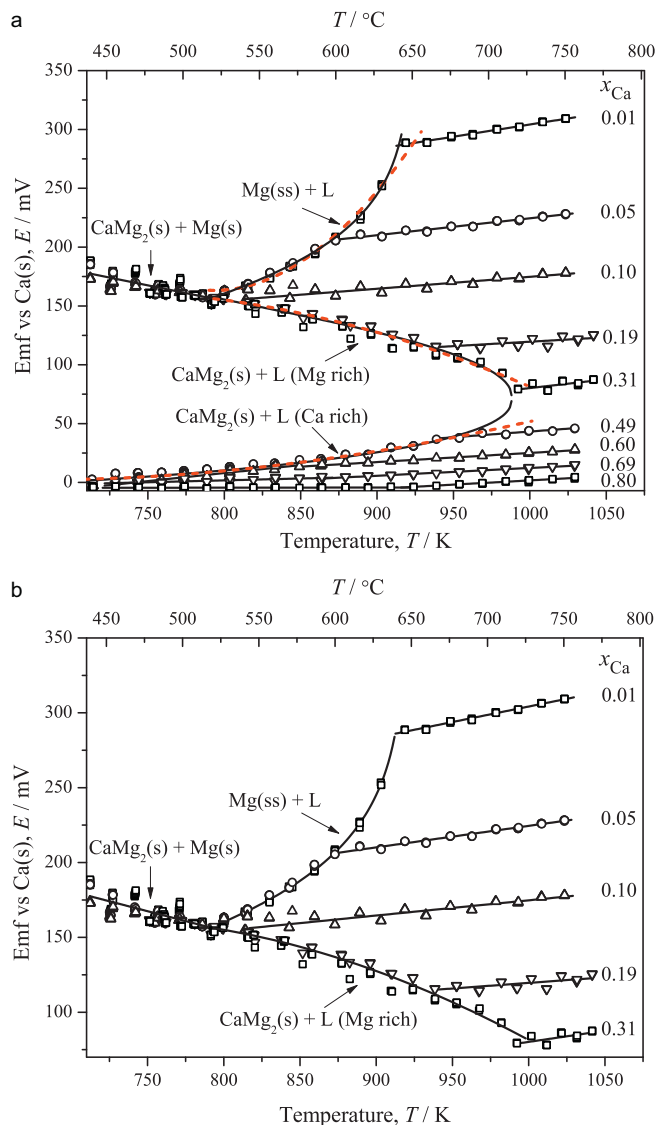 a
T / °C
450 500 550 600 650 700 750
350
300
250
200
150
100
50
0
Emf vs Ca(s), E / mV
x_Ca
0.01
Mg(ss) + L
CaMg₂(s) + Mg(s)
0.05
0.10
0.19
CaMg₂(s) + L (Mg rich)
0.31
CaMg₂(s) + L (Ca rich)
0.49
0.60
0.69
0.80
750 800 850 900 950 1000 1050
Temperature, T / K
b
T / °C
450 500 550 600 650 700 750
350
300
250
200
150
100
Emf vs Ca(s), E / mV
x_Ca
0.01
Mg(ss) + L
0.05
CaMg₂(s) + Mg(s)
0.10
0.19
CaMg₂(s) + L (Mg rich)
0.31
750 800 850 900 950 1000 1050
Temperature, T / K